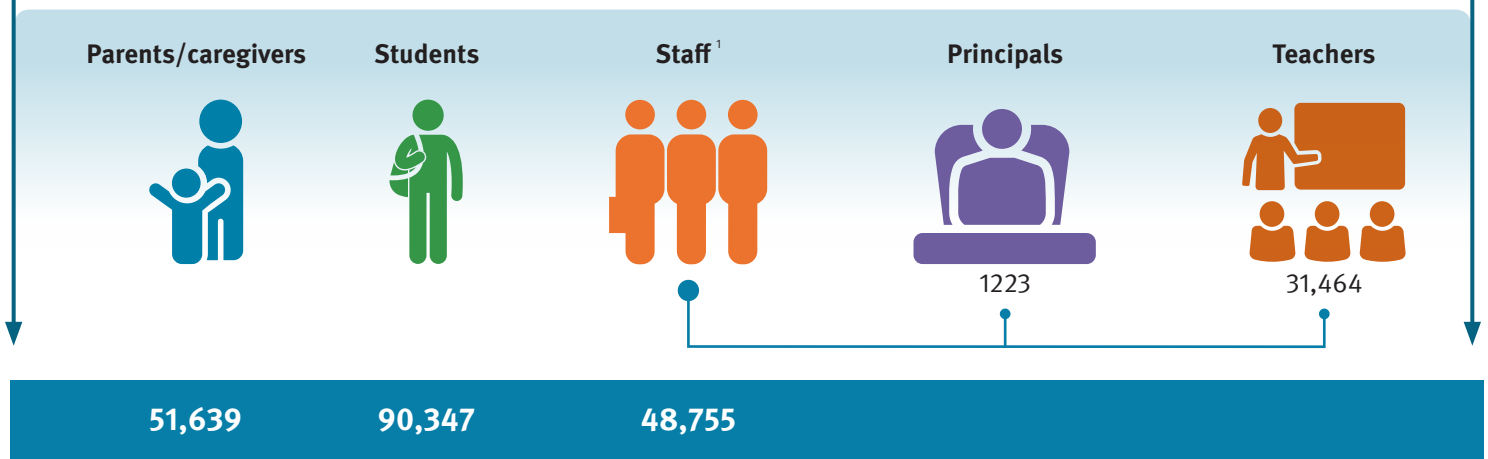 Parents/caregivers Students Staff 1 Principals Teachers
1223 31,464
51,639 90,347 48,755